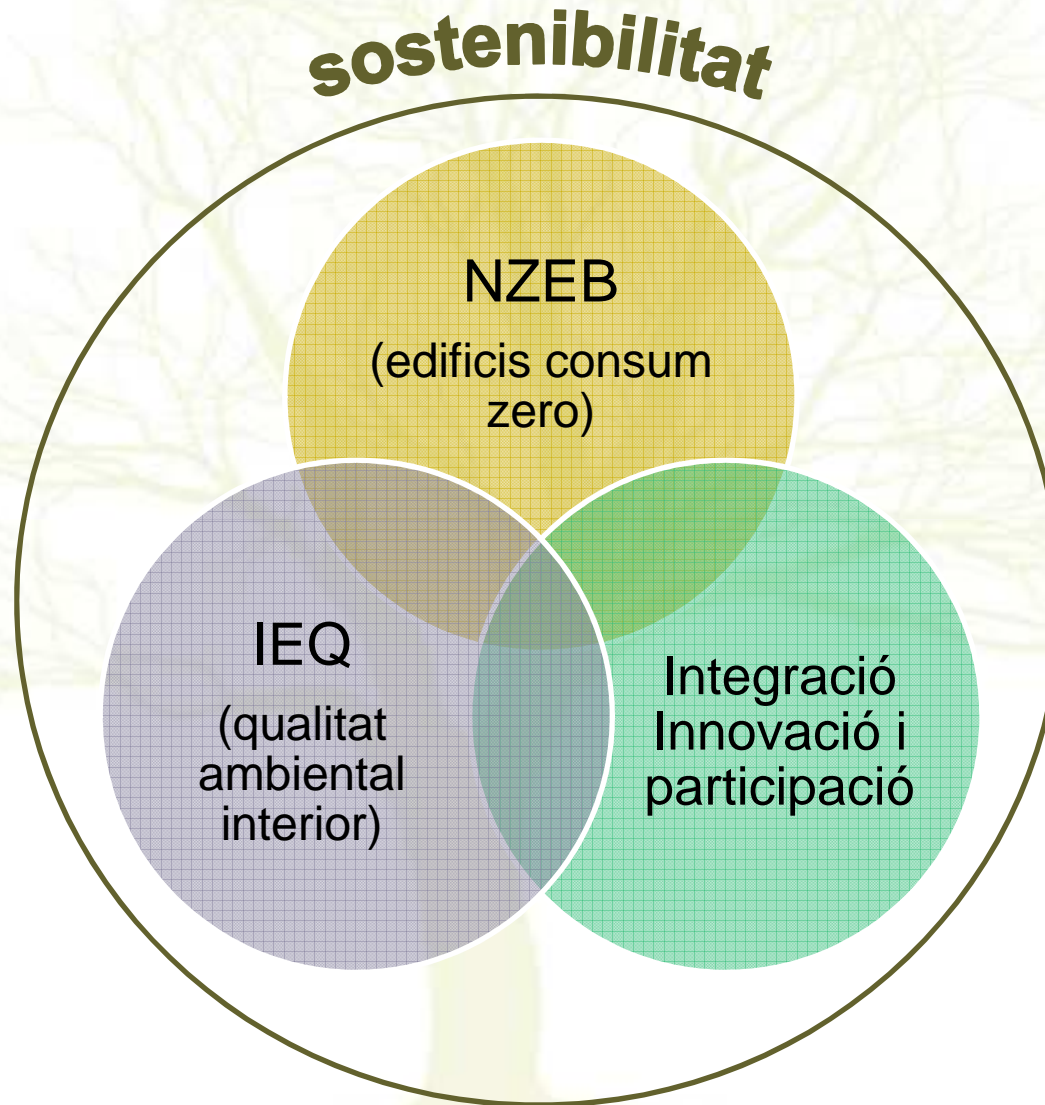 sostenibilitat
NZEB
(edificis consum
zero)
IEQ
(qualitat
ambiental
interior)
Integració
Innovació i
participació